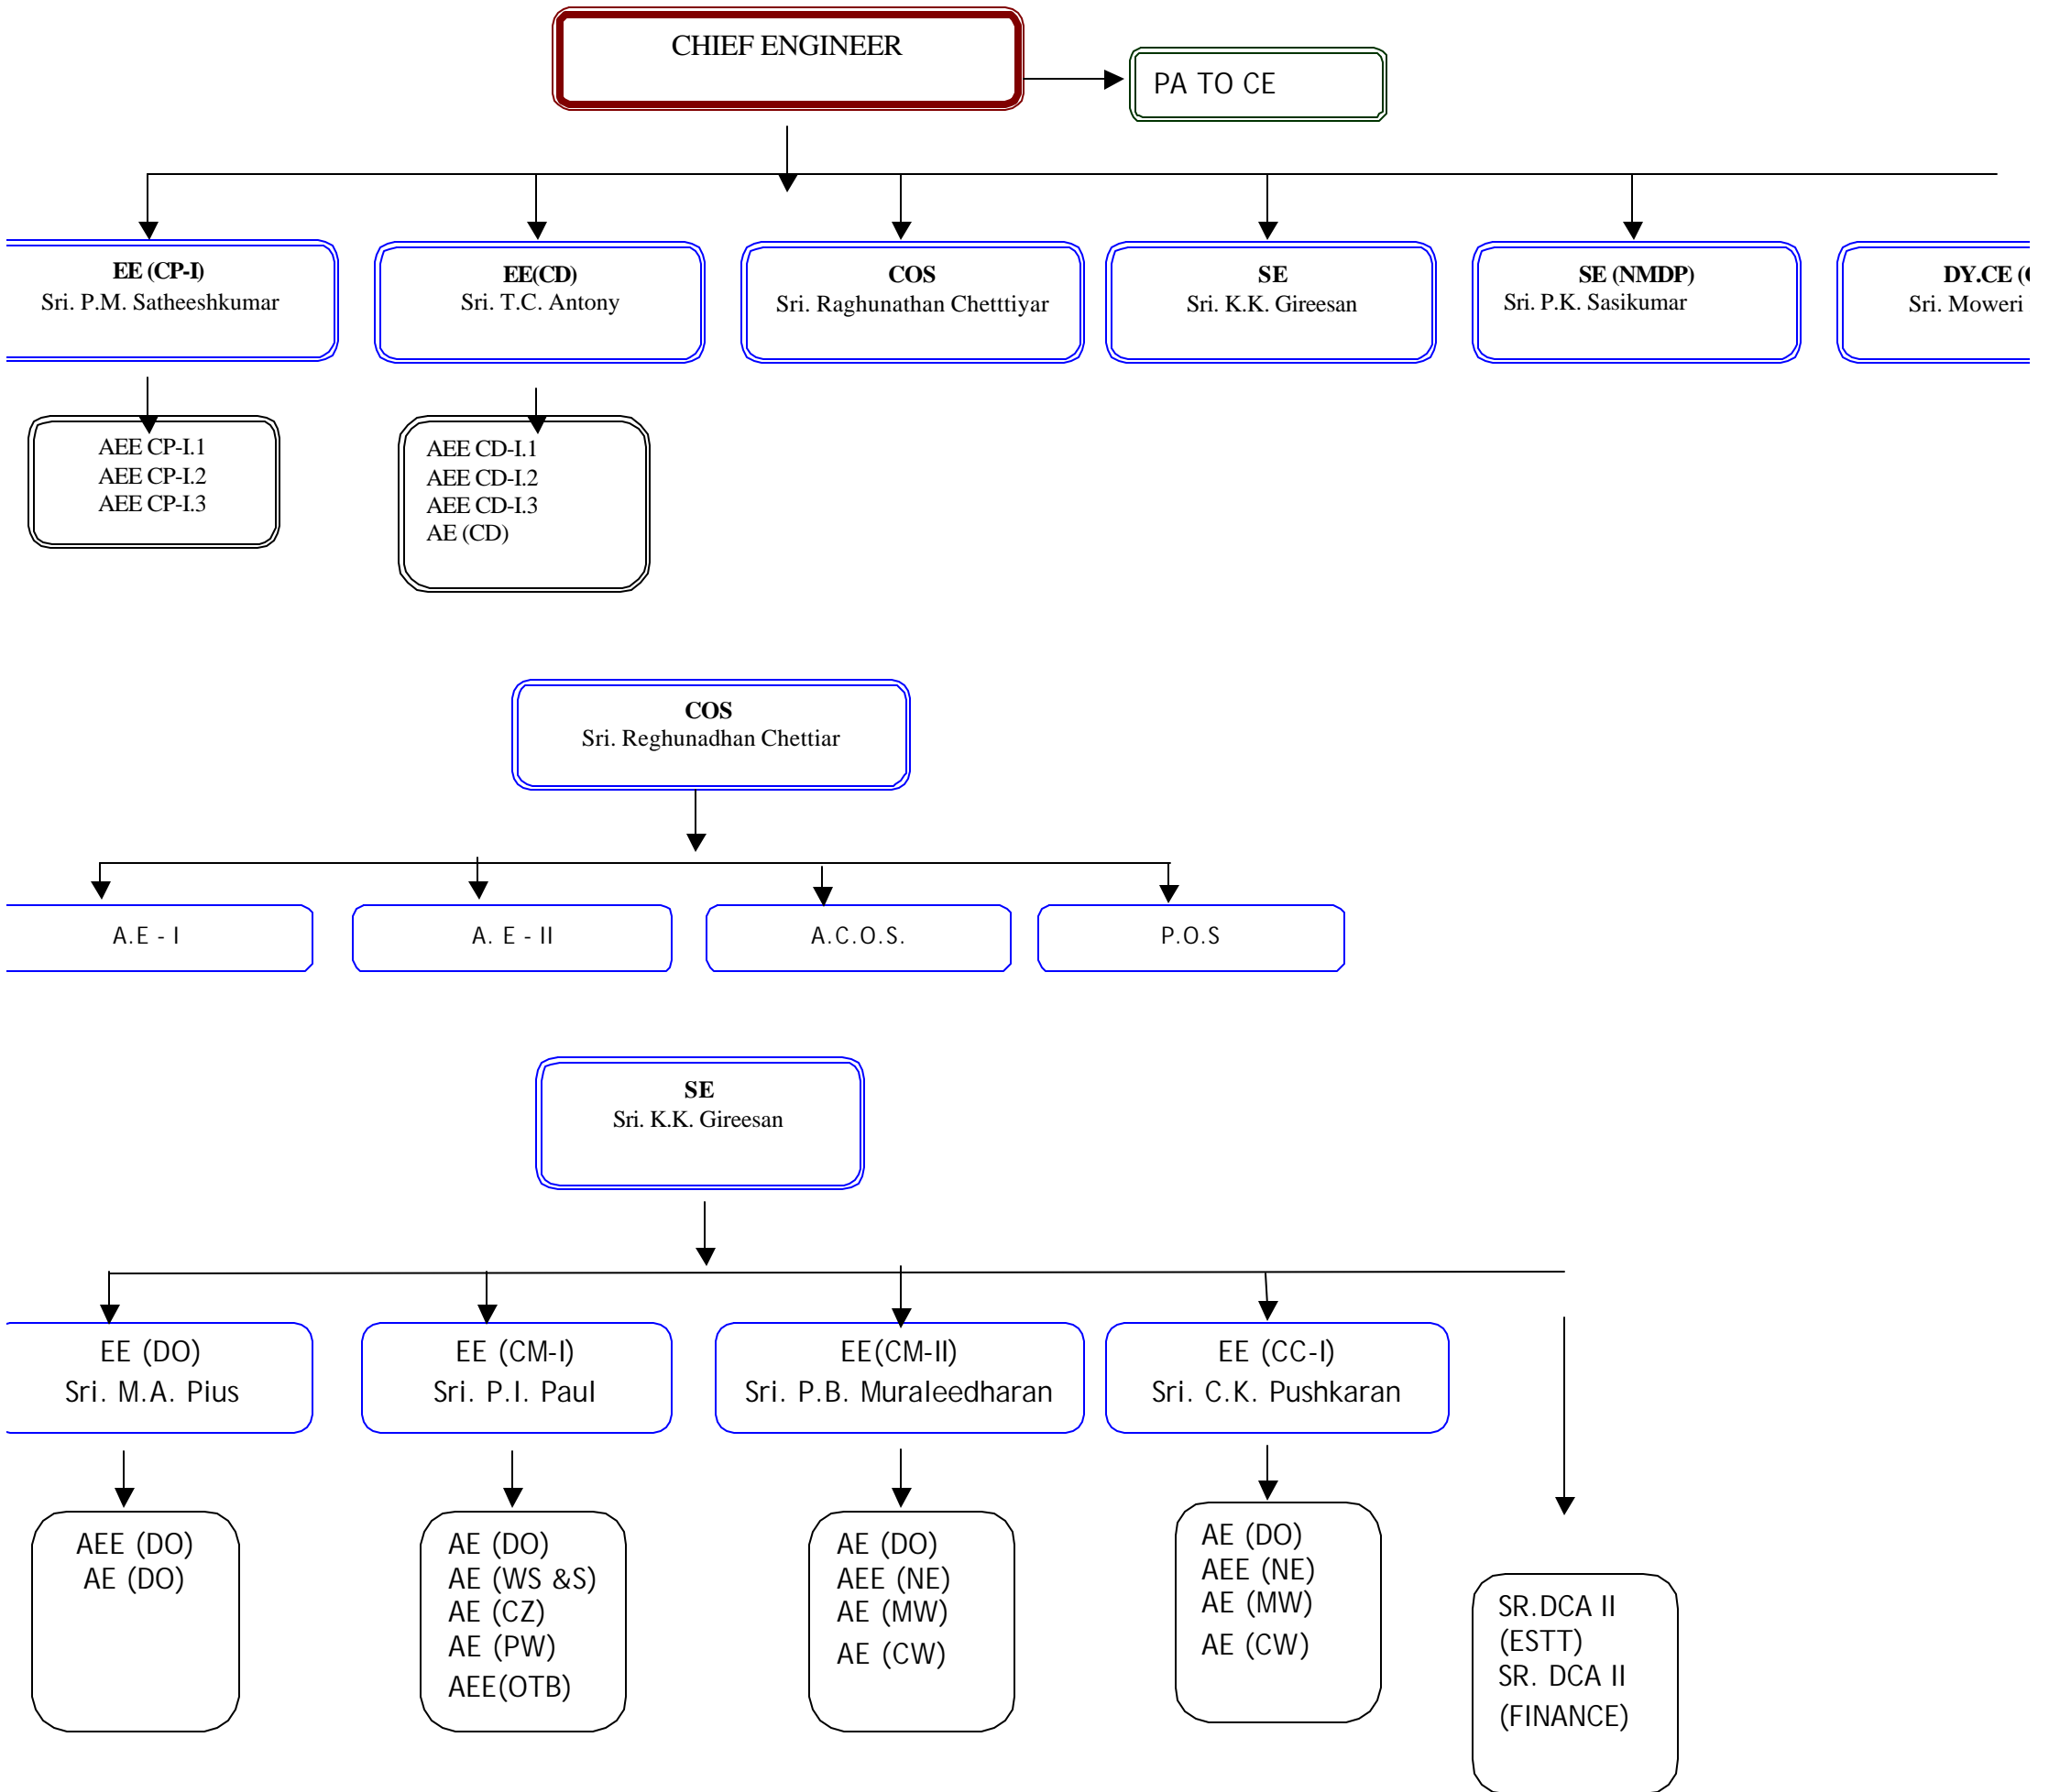 CHIEF ENGINEER
PA TO CE
EE (CP-I)
Sri. P.M. Satheeshkumar
EE(CD)
Sri. T.C. Antony
COS
Sri. Raghunathan Chetttiyar
SE
Sri. K.K. Gireesan
SE (NMDP)
Sri. P.K. Sasikumar
DY.CE (
Sri. Moweri
AEE CP-I.1
AEE CP-I.2
AEE CP-I.3
AEE CD-I.1
AEE CD-I.2
AEE CD-I.3
AE (CD)
COS
Sri. Reghunadhan Chettiar
A.E - I
A. E - II
A.C.O.S.
P.O.S
SE
Sri. K.K. Gireesan
EE (DO)
Sri. M.A. Pius
EE (CM-I)
Sri. P.I. Paul
EE(CM-II)
Sri. P.B. Muraleedharan
EE (CC-I)
Sri. C.K. Pushkaran
AEE (DO)
AE (DO)
AE (DO)
AE (WS &S)
AE (CZ)
AE (PW)
AEE(OTB)
AE (DO)
AEE (NE)
AE (MW)
AE (CW)
AE (DO)
AEE (NE)
AE (MW)
AE (CW)
SR.DCA II
(ESTT)
SR. DCA II
(FINANCE)